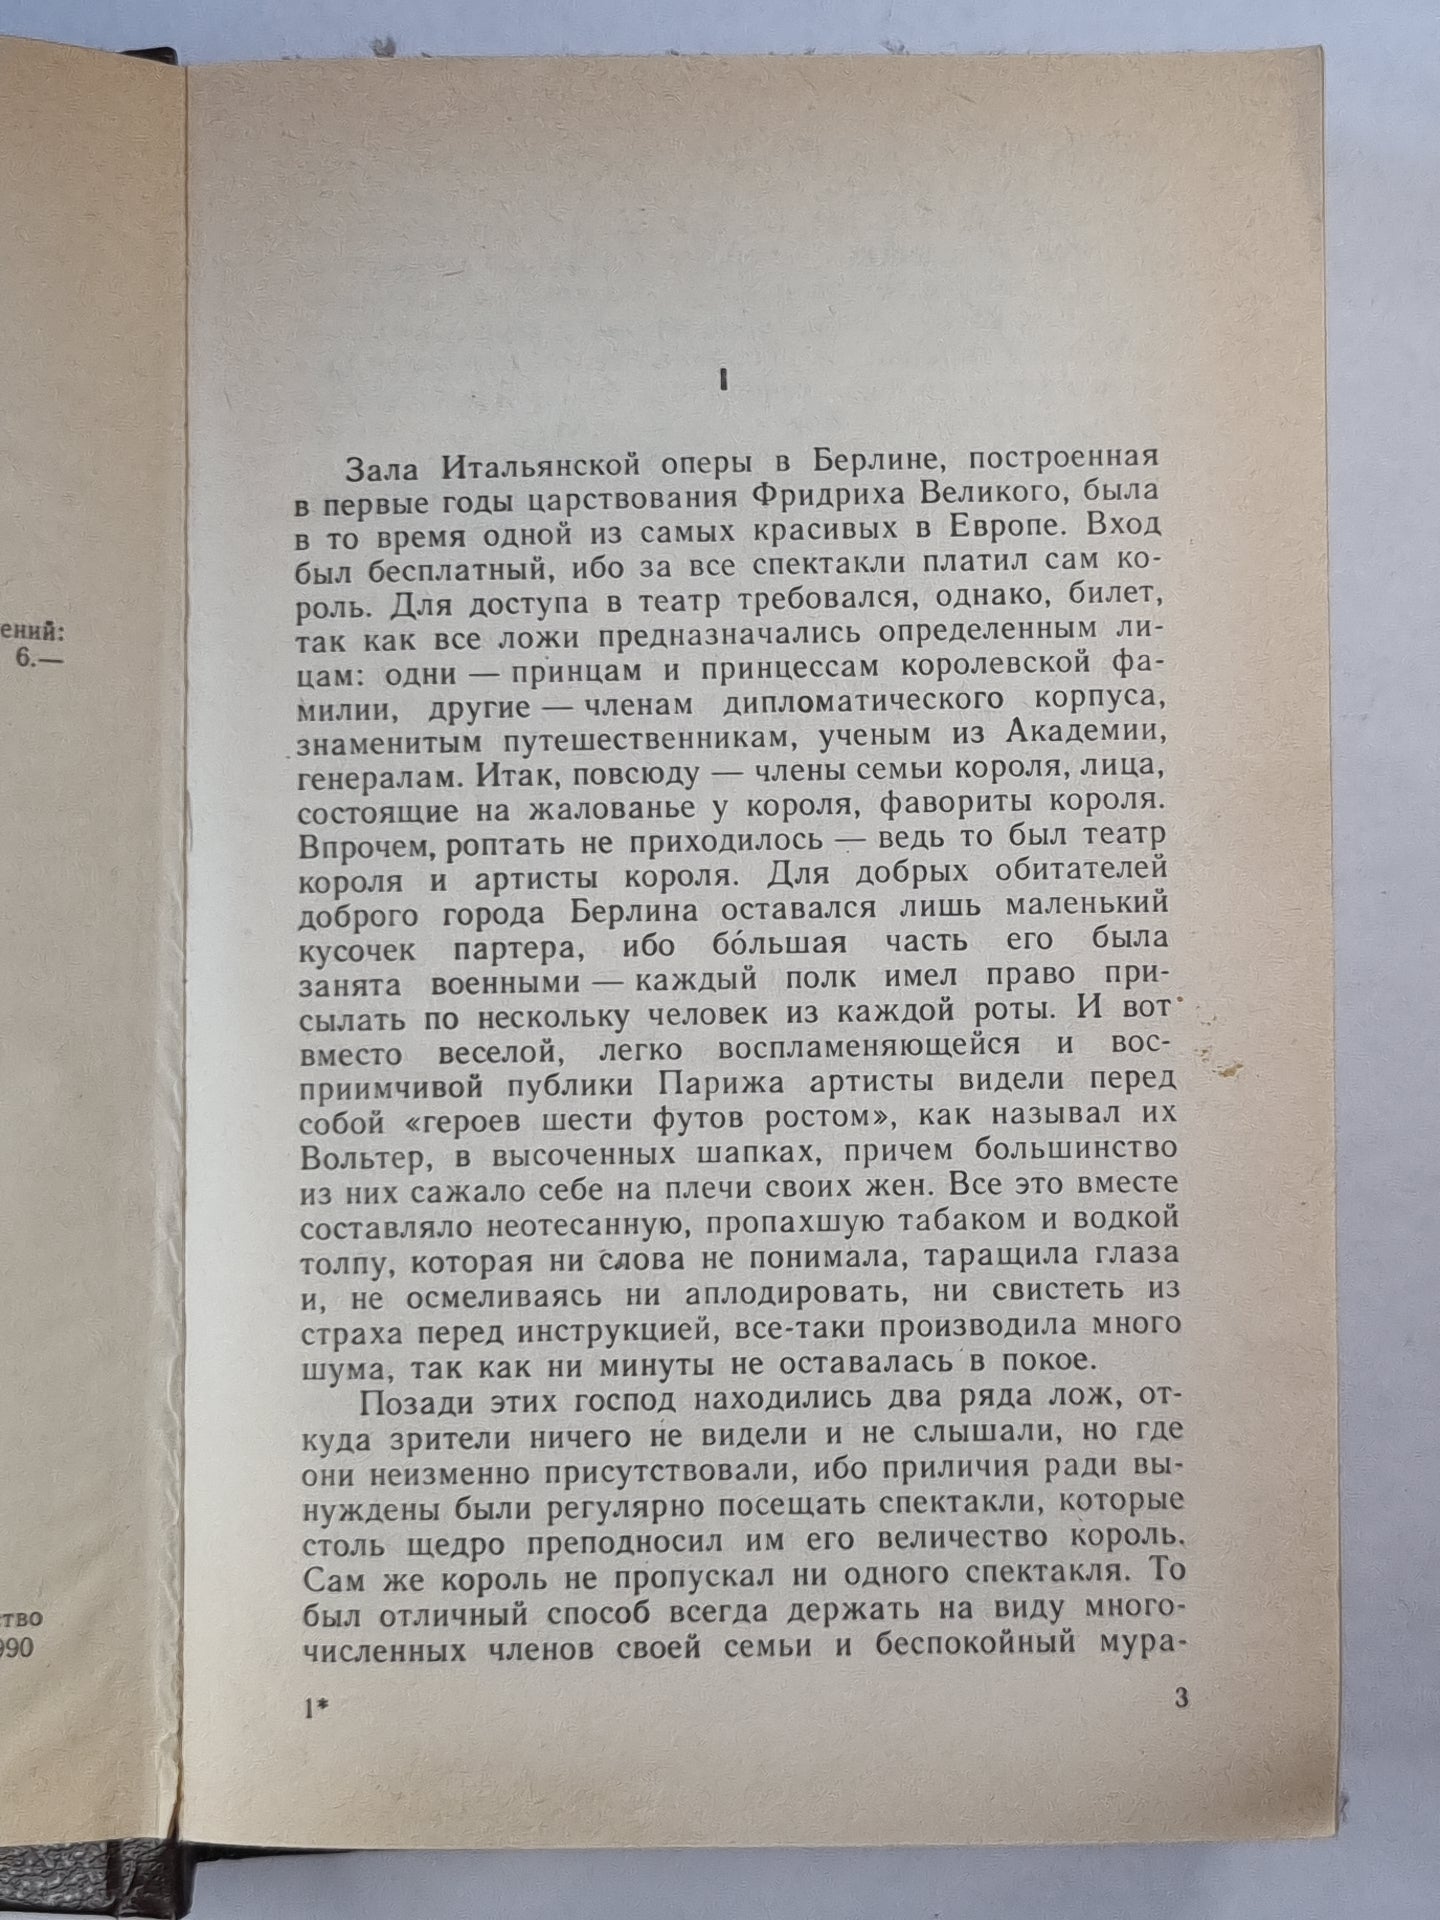 ений:
6.—
ство
990
I
Зала Итальянской оперы в Берлине, построенная
в первые годы царствования Фридриха Великого, была
в то время одной из самых красивых в Европе. Вход
был бесплатный, ибо за все спектакли платил сам ко-
роль. Для доступа в театр требовался, однако, билет,
так как все ложи предназначались определенным ли-
цам: одни — принцам и принцессам королевской фа-
милии, другие — членам дипломатического корпуса,
знаменитым путешественникам, ученым из Академии,
генералам. Итак, повсюду — члены семьи короля, лица,
состоящие на жалованье у короля, фавориты короля.
Впрочем, роптать не приходилось — ведь то был театр
короля и артисты короля. Для добрых обитателей
доброго города Берлина оставался лишь маленький
кусочек партера, ибо бо́льшая часть его была
занята военными — каждый полк имел право при-
сылать по нескольку человек из каждой роты. И вот
вместо веселой, легко воспламеняющейся и вос-
приимчивой публики Парижа артисты видели перед
собой «героев шести футов ростом», как называл их
Вольтер, в высоченных шапках, причем большинство
из них сажало себе на плечи своих жен. Все это вместе
составляло неотесанную, пропахшую табаком и водкой
толпу, которая ни слова не понимала, таращила глаза
и, не осмеливаясь ни аплодировать, ни свистеть из
страха перед инструкцией, все-таки производила много
шума, так как ни минуты не оставалась в покое.
Позади этих господ находились два ряда лож, от-
куда зрители ничего не видели и не слышали, но где
они неизменно присутствовали, ибо приличия ради вы-
нуждены были регулярно посещать спектакли, которые
столь щедро преподносил им его величество король.
Сам же король не пропускал ни одного спектакля. То
был отличный способ всегда держать на виду много-
численных членов своей семьи и беспокойный мура-
1*
3